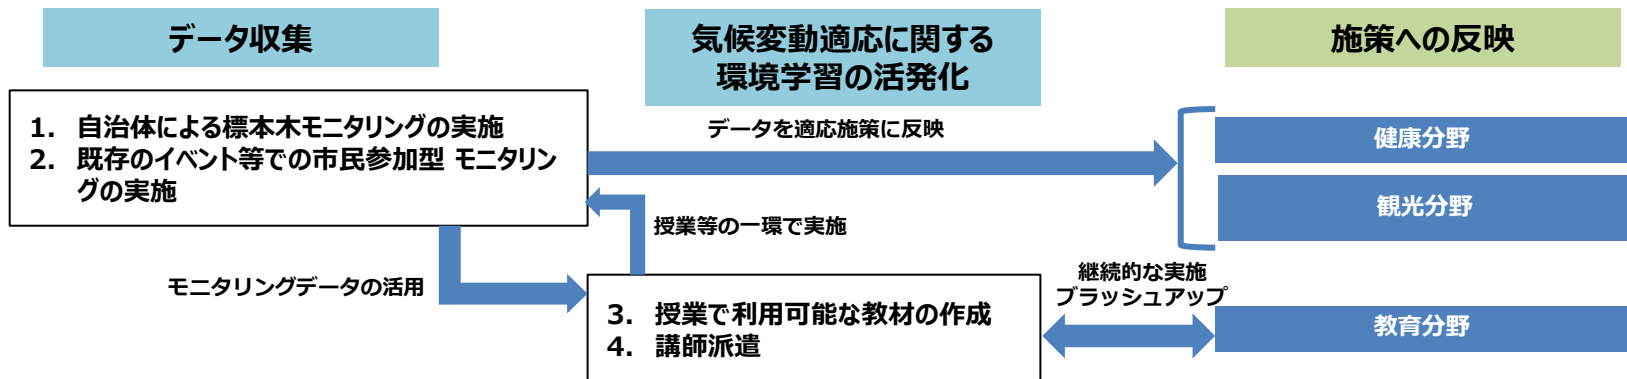 データ収集
気候変動適応に関する
環境学習の活発化
施策への反映
1. 自治体による標本木モニタリングの実施
2. 既存のイベント等での市民参加型 モニタリン
グの実施
データを適応施策に反映
健康分野
観光分野
授業等の一環で実施
モニタリングデータの活用
3. 授業で利用可能な教材の作成
4. 講師派遣
継続的な実施
ブラッシュアップ
教育分野